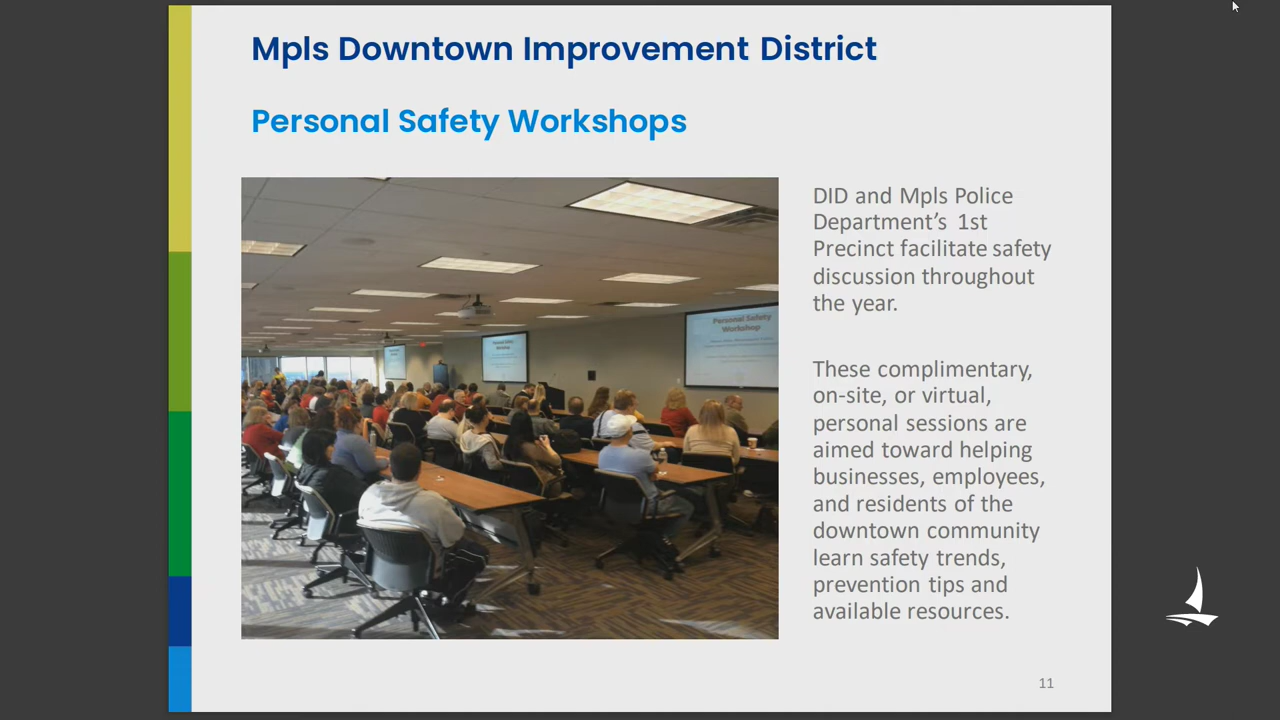 Mpls Downtown Improvement District
Personal Safety Workshops
Personal Safety
Workshop
DID and Mpls Police
Department’s 1st
Precinct facilitate safety
discussion throughout
the year.
These complimentary,
on-site, or virtual,
personal sessions are
aimed toward helping
businesses, employees,
and residents of the
downtown community
learn safety trends,
prevention tips and
available resources.
11